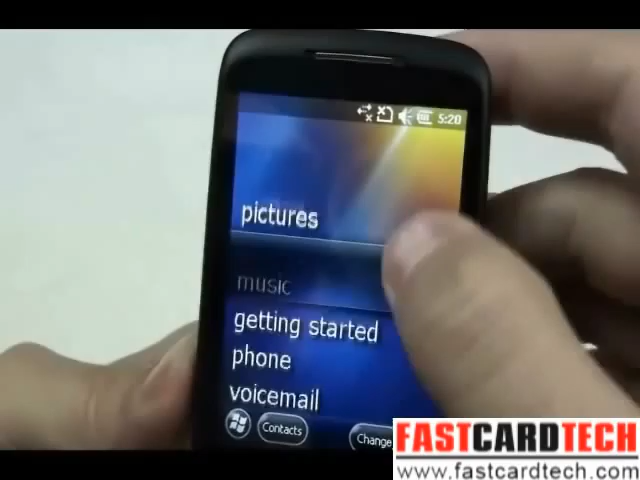 5:20
pictures
music
getting started
phone
voicemail
Contacts
Change
FASTCARDTECH
www.fastcardtech.com